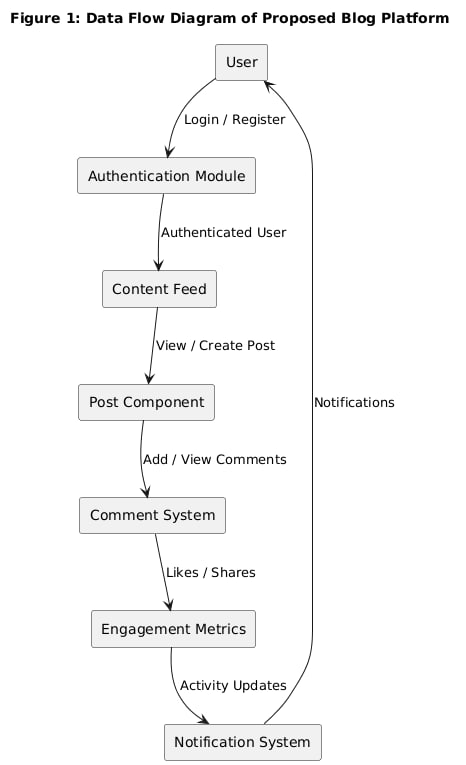 Figure 1: Data Flow Diagram of Proposed Blog Platform
User
Login / Register
Authentication Module
Authenticated User
Content Feed
View / Create Post
Post Component
Notifications
Add / View Comments
Comment System
Likes / Shares
Engagement Metrics
Activity Updates
Notification System